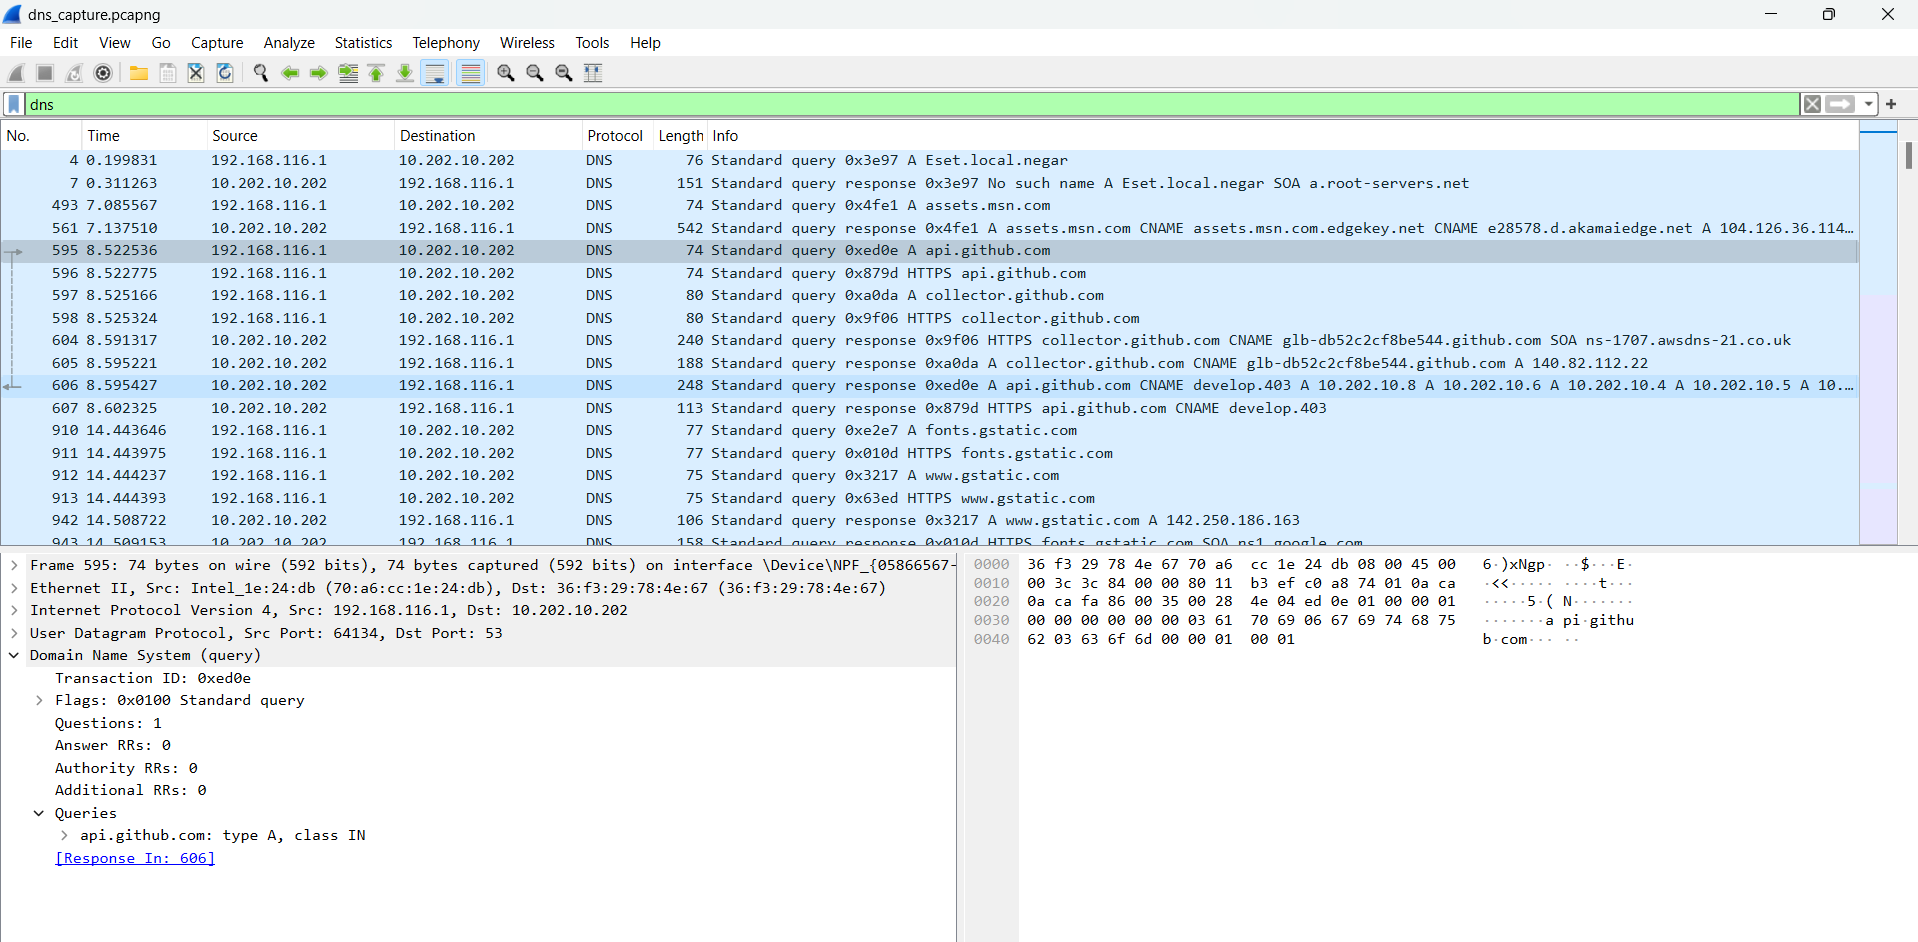 dns_capture.pcapng
File Edit View Go Capture Analyze Statistics Telephony Wireless Tools Help
dns
No. Time Source Destination Protocol Length Info
4 0.199831 192.168.116.1 10.202.10.202 DNS 76 Standard query 0x3e97 A Eset.local.negar
7 0.311263 10.202.10.202 192.168.116.1 DNS 151 Standard query response 0x3e97 No such name A Eset.local.negar SOA a.root-servers.net
493 7.085567 192.168.116.1 10.202.10.202 DNS 74 Standard query 0x4fe1 A assets.msn.com
561 7.137510 10.202.10.202 192.168.116.1 DNS 542 Standard query response 0x4fe1 A assets.msn.com CNAME assets.msn.com.edgekey.net CNAME e28578.d.akamaiedge.net A 104.126.36.114…
595 8.522536 192.168.116.1 10.202.10.202 DNS 74 Standard query 0xed0e A api.github.com
596 8.522775 192.168.116.1 10.202.10.202 DNS 74 Standard query 0x879d HTTPS api.github.com
597 8.525166 192.168.116.1 10.202.10.202 DNS 80 Standard query 0xa0da A collector.github.com
598 8.525324 192.168.116.1 10.202.10.202 DNS 80 Standard query 0x9f06 HTTPS collector.github.com
604 8.591317 10.202.10.202 192.168.116.1 DNS 240 Standard query response 0x9f06 HTTPS collector.github.com CNAME glb-db52c2cf8be544.github.com SOA ns-1707.awsdns-21.co.uk
605 8.595221 10.202.10.202 192.168.116.1 DNS 188 Standard query response 0xa0da A collector.github.com CNAME glb-db52c2cf8be544.github.com A 140.82.112.22
606 8.595427 10.202.10.202 192.168.116.1 DNS 248 Standard query response 0xed0e A api.github.com CNAME develop.403 A 10.202.10.8 A 10.202.10.6 A 10.202.10.4 A 10.202.10.5 A 10.…
607 8.602325 10.202.10.202 192.168.116.1 DNS 113 Standard query response 0x879d HTTPS api.github.com CNAME develop.403
910 14.443646 192.168.116.1 10.202.10.202 DNS 77 Standard query 0xe2e7 A fonts.gstatic.com
911 14.443975 192.168.116.1 10.202.10.202 DNS 77 Standard query 0x010d HTTPS fonts.gstatic.com
912 14.444237 192.168.116.1 10.202.10.202 DNS 75 Standard query 0x3217 A www.gstatic.com
913 14.444393 192.168.116.1 10.202.10.202 DNS 75 Standard query 0x63ed HTTPS www.gstatic.com
942 14.508722 10.202.10.202 192.168.116.1 DNS 106 Standard query response 0x3217 A www.gstatic.com A 142.250.186.163
943 14.509153 10.202.10.202 192.168.116.1 DNS 158 Standard query response 0x010d HTTPS fonts.gstatic.com SOA ns1.google.com
Frame 595: 74 bytes on wire (592 bits), 74 bytes captured (592 bits) on interface \Device\NPF_{05866567-
Ethernet II, Src: Intel_1e:24:db (70:a6:cc:1e:24:db), Dst: 36:f3:29:78:4e:67 (36:f3:29:78:4e:67)
Internet Protocol Version 4, Src: 192.168.116.1, Dst: 10.202.10.202
User Datagram Protocol, Src Port: 64134, Dst Port: 53
Domain Name System (query)
Transaction ID: 0xed0e
Flags: 0x0100 Standard query
Questions: 1
Answer RRs: 0
Authority RRs: 0
Additional RRs: 0
Queries
api.github.com: type A, class IN
[Response In: 606]
0000 36 f3 29 78 4e 67 70 a6 cc 1e 24 db 08 00 45 00 6·)xNgp· ··$···E·
0010 00 3c 3c 84 00 00 80 11 b3 ef c0 a8 74 01 0a ca ·<<····· ····t···
0020 0a ca fa 86 00 35 00 28 4e 04 ed 0e 01 00 00 01 ·····5·( N·······
0030 00 00 00 00 00 00 03 61 70 69 06 67 69 74 68 75 ·······a pi·githu
0040 62 03 63 6f 6d 00 00 01 00 01 b·com··· ··